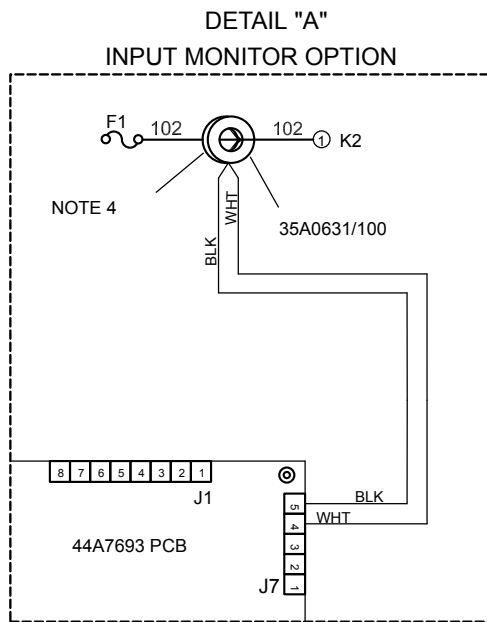 DETAIL "A"
INPUT MONITOR OPTION
F1 102 102 1 K2
NOTE 4
BLK
WHT
35A0631/100
8 7 6 5 4 3 2 1
J1
44A7693 PCB
5 BLK
4 WHT
3
2
J7 1